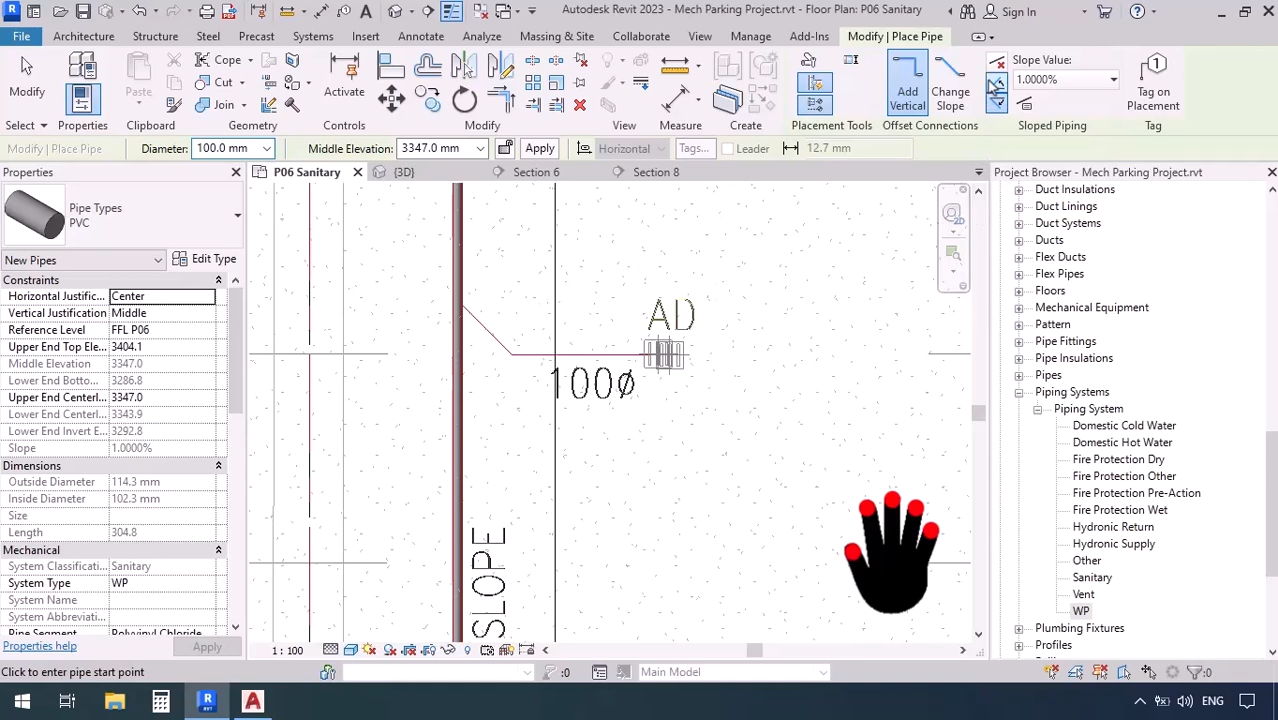 Autodesk Revit 2023 - Mech Parking Project.rvt - Floor Plan: P06 Sanitary
Sign In
File
Architecture
Structure
Steel
Precast
Systems
Insert
Annotate
Analyze
Massing & Site
Collaborate
View
Manage
Add-Ins
Modify | Place Pipe
Modify
Paste
Cope
Cut
Join
Activate
Add Vertical
Change Slope
Slope Value:
1.0000%
Tag on Placement
Select
Properties
Clipboard
Geometry
Controls
Modify
View
Measure
Create
Placement Tools
Offset Connections
Sloped Piping
Tag
Modify | Place Pipe
Diameter:
100.0 mm
Middle Elevation:
3347.0 mm
Apply
Horizontal
Tags...
Leader
12.7 mm
Properties
P06 Sanitary
{3D}
Section 6
Section 8
Project Browser - Mech Parking Project.rvt
Pipe Types
PVC
New Pipes
Edit Type
Constraints
Horizontal Justific...
Center
Vertical Justification
Middle
Reference Level
FFL P06
Upper End Top Ele...
3404.1
Middle Elevation
3347.0
Lower End Botto...
3286.8
Upper End Centerl...
3347.0
Lower End Centerl...
3343.9
Lower End Invert E...
3292.8
Slope
1.0000%
Dimensions
Outside Diameter
114.3 mm
Inside Diameter
102.3 mm
Size
Length
304.8
Mechanical
System Classificati...
Sanitary
System Type
WP
System Name
System Abbreviatio...
Pipe Segment
Polyvinyl Chloride
Properties help
Apply
AD
100ø
SLOPE
Duct Insulations
Duct Linings
Duct Systems
Ducts
Flex Ducts
Flex Pipes
Floors
Mechanical Equipment
Pattern
Pipe Fittings
Pipe Insulations
Pipes
Piping Systems
Piping System
Domestic Cold Water
Domestic Hot Water
Fire Protection Dry
Fire Protection Other
Fire Protection Pre-Action
Fire Protection Wet
Hydronic Return
Hydronic Supply
Other
Sanitary
Vent
WP
Plumbing Fixtures
Profiles
1 : 100
Click to enter pipe start point
:0
Main Model
:0
ENG